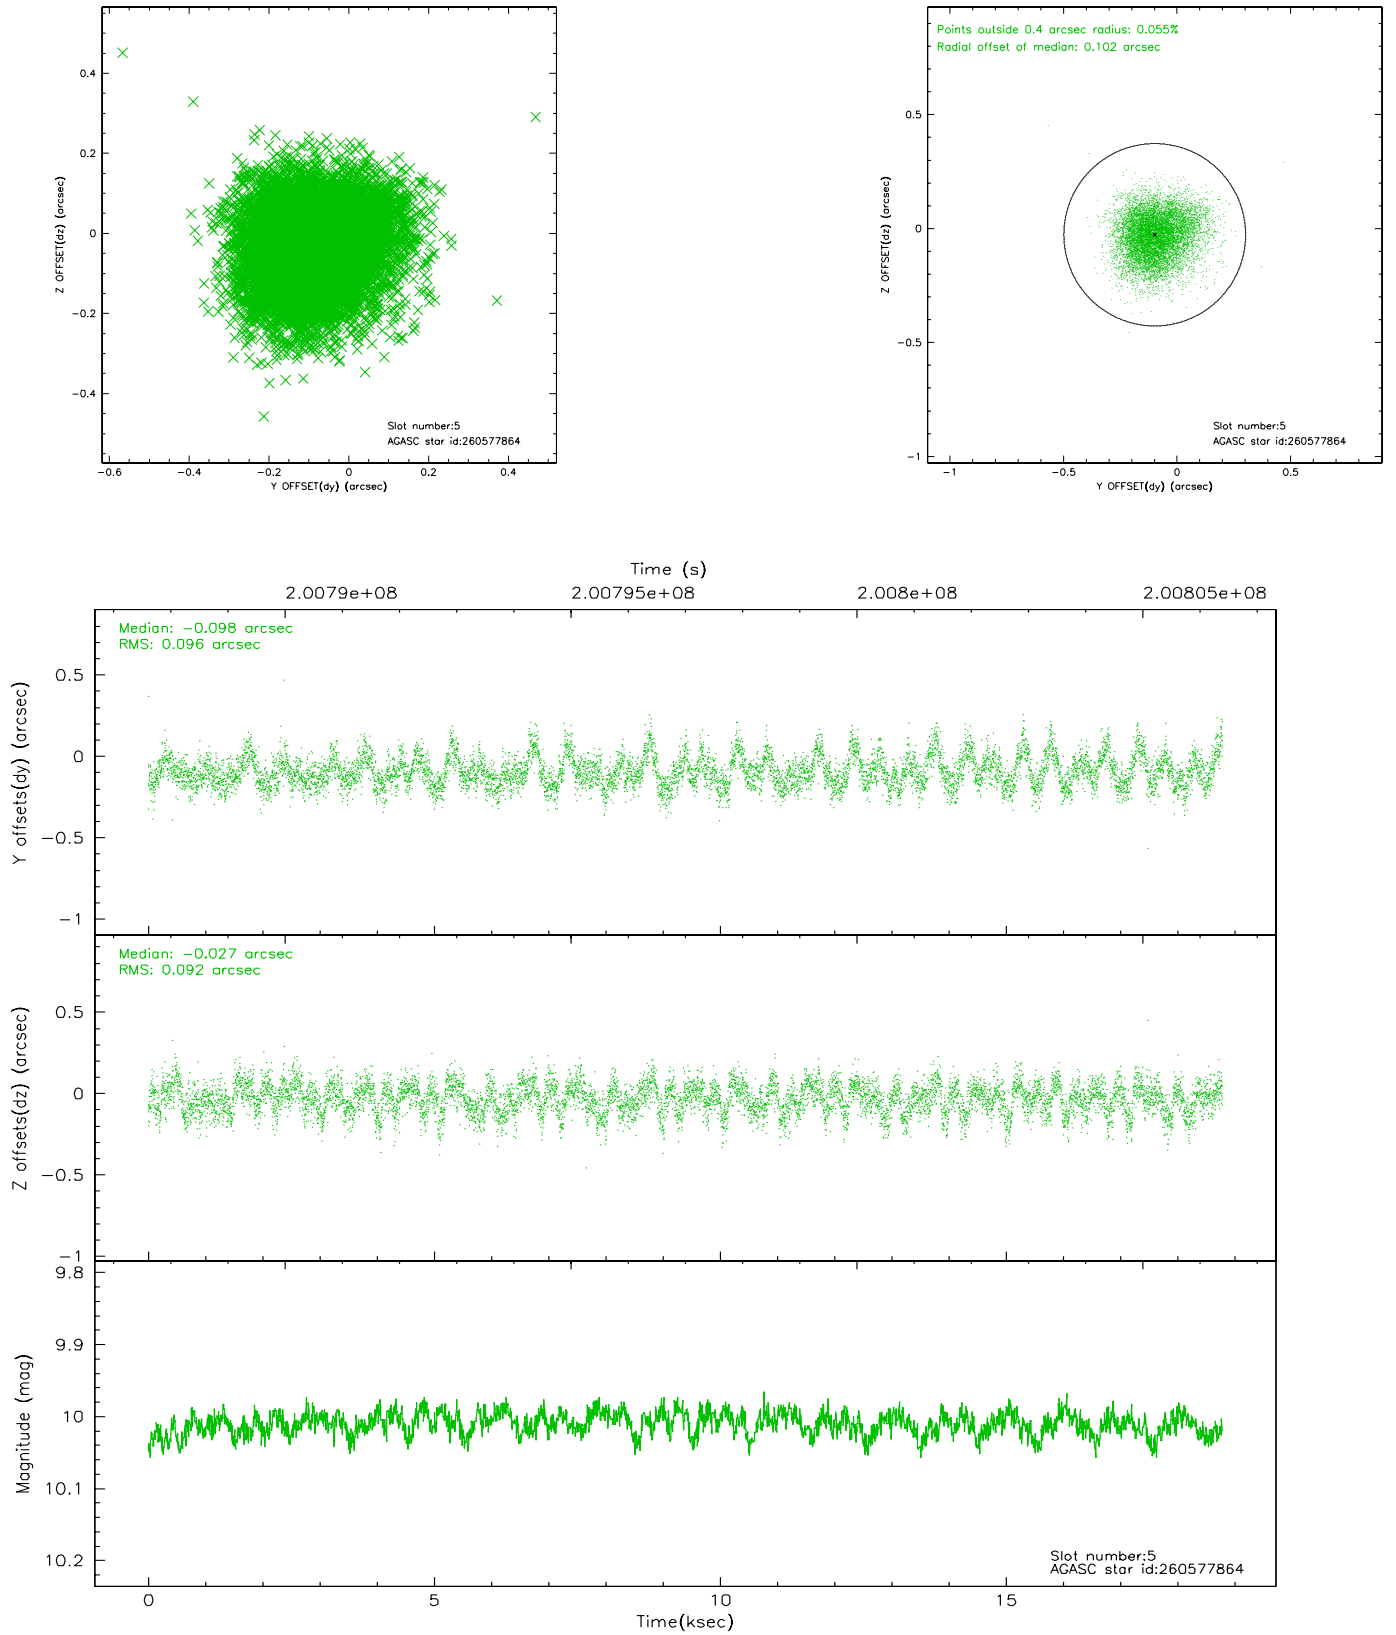 0.4
0.2
0
−0.2
−0.4
Z OFFSET(dz) (arcsec)
−0.6
−0.4
−0.2
0
0.2
0.4
Y OFFSET(dy) (arcsec)
Slot number:5
AGASC star id:260577864
Points outside 0.4 arcsec radius: 0.055%
Radial offset of median: 0.102 arcsec
0.5
0
−0.5
−1
Z OFFSET(dz) (arcsec)
−1
−0.5
0
0.5
Y OFFSET(dy) (arcsec)
Slot number:5
AGASC star id:260577864
Time (s)
2.0079e+08
2.00795e+08
2.008e+08
2.00805e+08
Median: −0.098 arcsec
RMS: 0.096 arcsec
0.5
0
−0.5
−1
Y offsets(dy) (arcsec)
Median: −0.027 arcsec
RMS: 0.092 arcsec
0.5
0
−0.5
−1
Z offsets(dz) (arcsec)
9.8
9.9
10
10.1
10.2
Magnitude (mag)
Slot number:5
AGASC star id:260577864
0
5
10
15
Time(ksec)